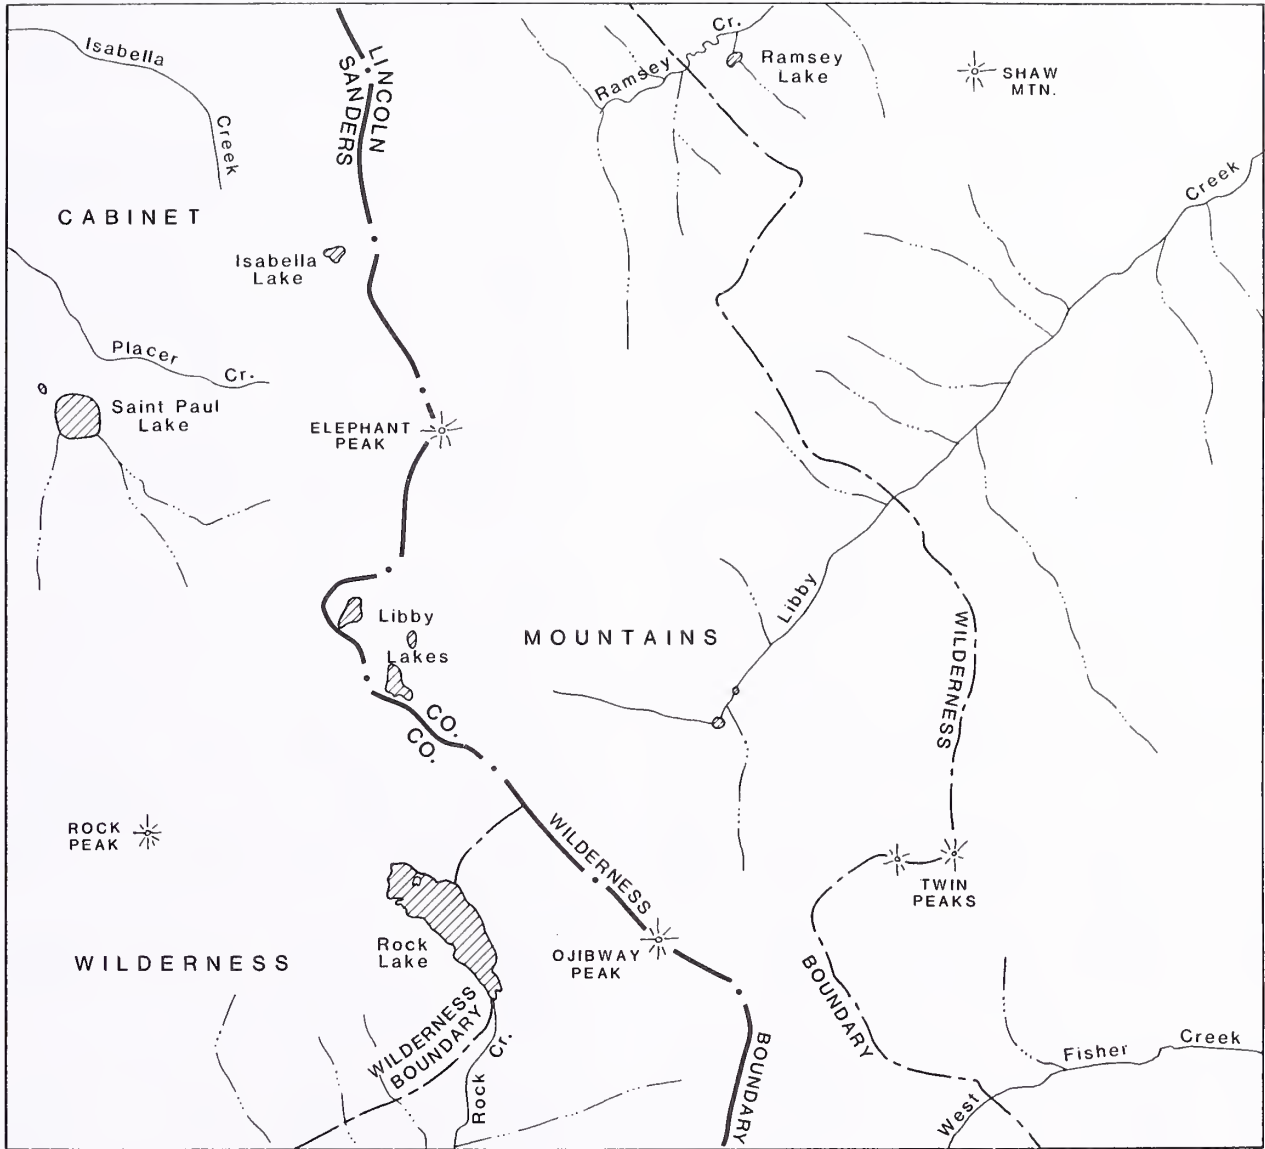 Isabella
Creek
LINCOLN
SANDERS
Ramsey
Cr.
Ramsey
Lake
SHAW
MTN.
Creek
CABINET
Isabella
Lake
Placer
Cr.
Saint Paul
Lake
ELEPHANT
PEAK
Libby
Lakes
MOUNTAINS
Libby
WILDERNESS
CO.
CO.
ROCK
PEAK
WILDERNESS
TWIN
PEAKS
Rock
Lake
OJIBWAY
PEAK
WILDERNESS
BOUNDARY
WILDERNESS
BOUNDARY
Rock
Cr.
BOUNDARY
West
Fisher
Creek